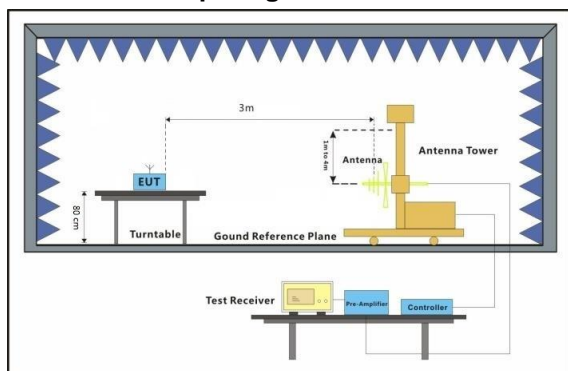 3m
1m to 4m
Antenna
Antenna Tower
EUT
80 cm
Turntable
Gound Reference Plane
Test Receiver
Pre-Amplifier
Controller